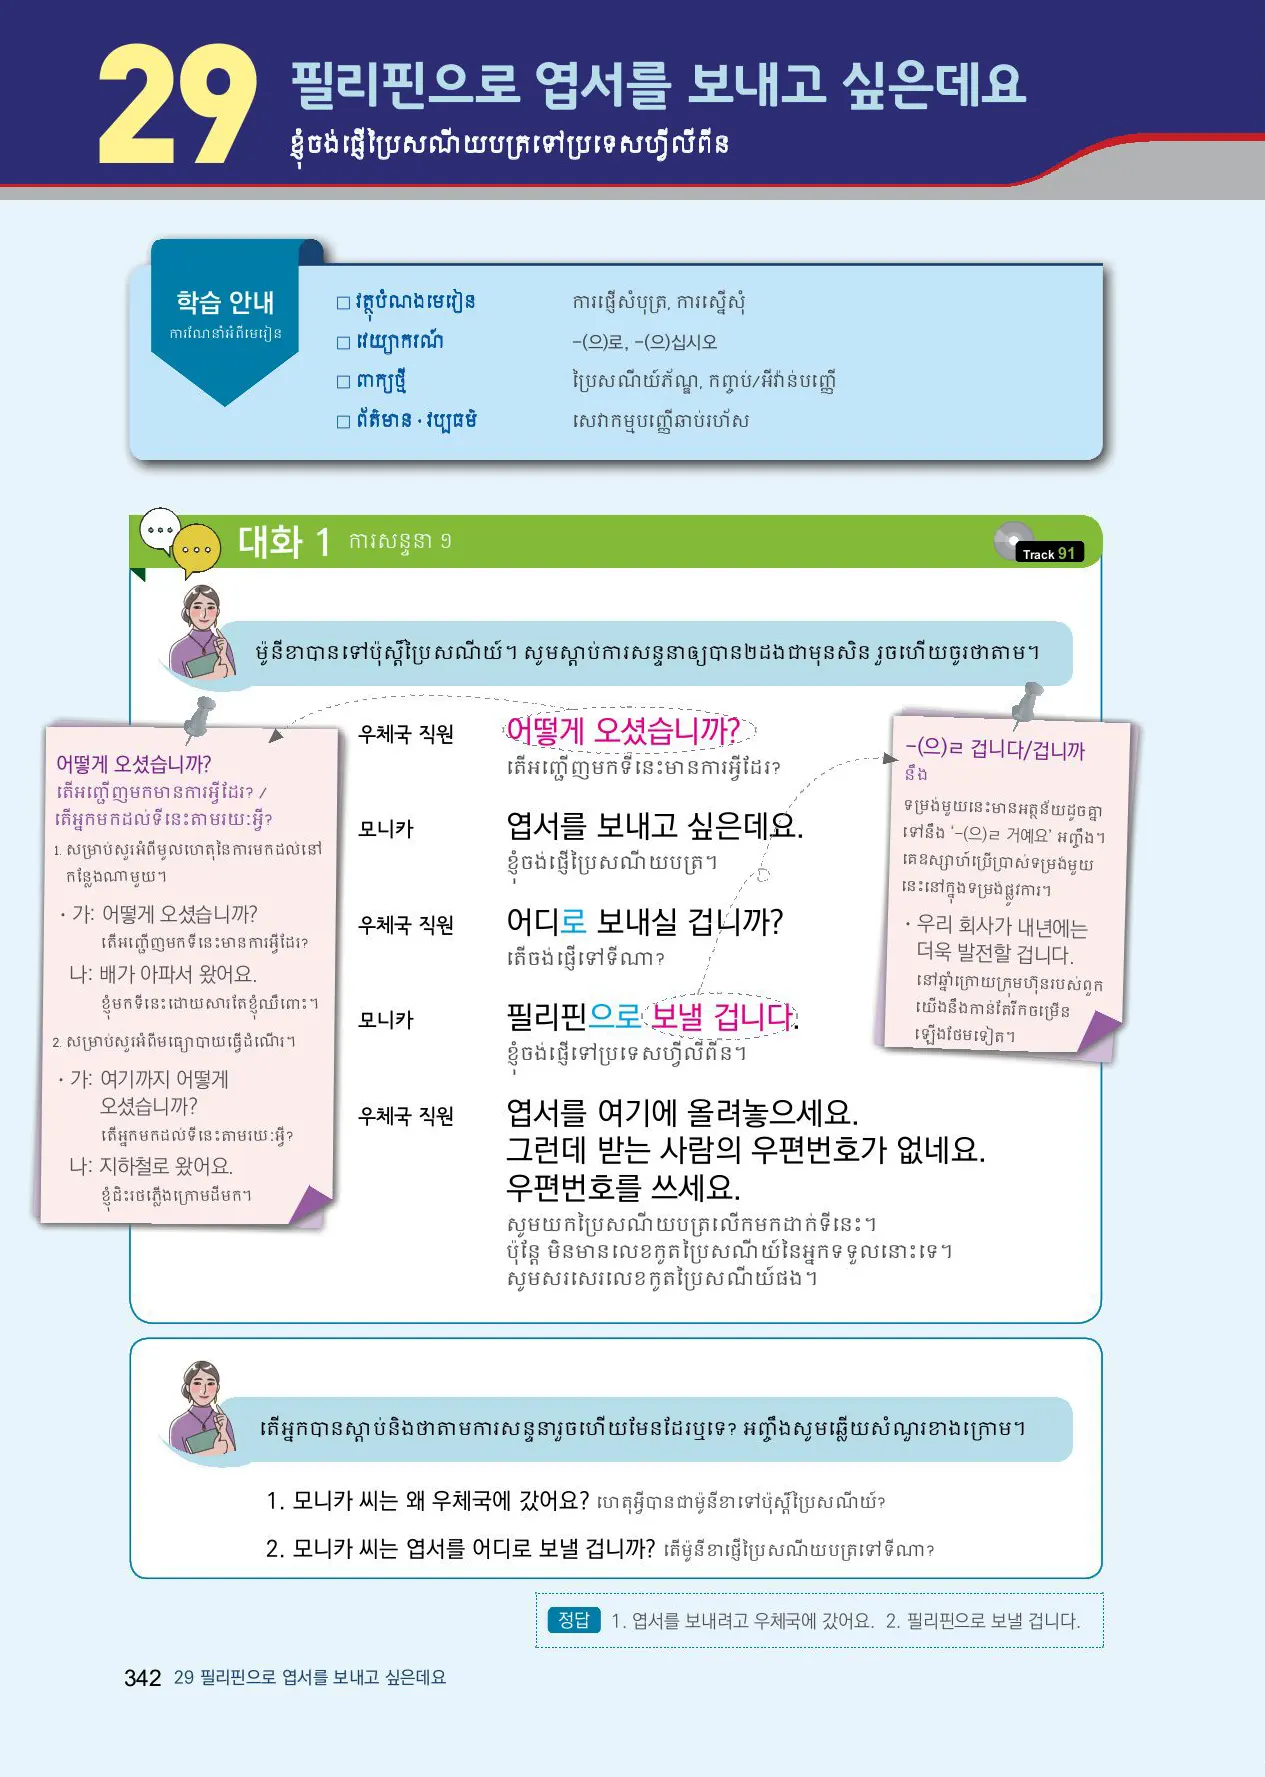 29
필리핀으로 엽서를 보내고 싶은데요
ខ្ញុំចង់ផ្ញើប្រៃសណីយបត្រទៅប្រទេសហ្វីលីពីន
학습 안내
ការណែនាំអំពីមេរៀន
□ វត្ថុបំណងមេរៀន ការផ្ញើសំបុត្រ, ការស្នើសុំ
□ វេយ្យាករណ៍ -(으)로, -(으)십시오
□ ពាក្យថ្មី ប្រៃសណីយ៍ភ័ណ្ឌ, កញ្ចប់/អីវ៉ាន់បញ្ញើ
□ ព័ត៌មាន · វប្បធម៌ សេវាកម្មបញ្ញើឆាប់រហ័ស
대화 1 ការសន្ទនា ១
Track 91
ម៉ូនីខាបានទៅប៉ុស្តិ៍ប្រៃសណីយ៍។ សូមស្តាប់ការសន្ទនាឲ្យបាន២ដងជាមុនសិន រួចហើយចូរថាតាម។
우체국 직원 어떻게 오셨습니까?
តើអញ្ជើញមកទីនេះមានការអ្វីដែរ?
모니카 엽서를 보내고 싶은데요.
ខ្ញុំចង់ផ្ញើប្រៃសណីយបត្រ។
우체국 직원 어디로 보내실 겁니까?
តើចង់ផ្ញើទៅទីណា?
모니카 필리핀으로 보낼 겁니다.
ខ្ញុំចង់ផ្ញើទៅប្រទេសហ្វីលីពីន។
우체국 직원 엽서를 여기에 올려놓으세요.
그런데 받는 사람의 우편번호가 없네요.
우편번호를 쓰세요.
សូមយកប្រៃសណីយបត្រលើកមកដាក់ទីនេះ។
ប៉ុន្តែ មិនមានលេខកូតប្រៃសណីយ៍នៃអ្នកទទួលនោះទេ។
សូមសរសេរលេខកូតប្រៃសណីយ៍ផង។
어떻게 오셨습니까?
តើអញ្ជើញមកមានការអ្វីដែរ? /
តើអ្នកមកដល់ទីនេះតាមរយៈអ្វី?
1. សម្រាប់សួរអំពីមូលហេតុនៃការមកដល់នៅ
កន្លែងណាមួយ។
· 가: 어떻게 오셨습니까?
តើអញ្ជើញមកទីនេះមានការអ្វីដែរ?
나: 배가 아파서 왔어요.
ខ្ញុំមកទីនេះដោយសារតែខ្ញុំឈឺពោះ។
2. សម្រាប់សួរអំពីមធ្យោបាយធ្វើដំណើរ។
· 가: 여기까지 어떻게
오셨습니까?
តើអ្នកមកដល់ទីនេះតាមរយៈអ្វី?
나: 지하철로 왔어요.
ខ្ញុំជិះរថភ្លើងក្រោមដីមក។
-(으)ㄹ 겁니다/겁니까
នឹង
ទម្រង់មួយនេះមានអត្ថន័យដូចគ្នា
ទៅនឹង ‘-(으)ㄹ 거예요’ អញ្ចឹង។
គេឧស្សាហ៍ប្រើប្រាស់ទម្រង់មួយ
នេះនៅក្នុងទម្រង់ផ្លូវការ។
· 우리 회사가 내년에는
더욱 발전할 겁니다.
នៅឆ្នាំក្រោយក្រុមហ៊ុនរបស់ពួក
យើងនឹងកាន់តែរីកចម្រើន
ឡើងថែមទៀត។
តើអ្នកបានស្តាប់និងថាតាមការសន្ទនារួចហើយមែនដែរឬទេ? អញ្ចឹងសូមឆ្លើយសំណួរខាងក្រោម។
1. 모니카 씨는 왜 우체국에 갔어요? ហេតុអ្វីបានជាម៉ូនីខាទៅប៉ុស្តិ៍ប្រៃសណីយ៍?
2. 모니카 씨는 엽서를 어디로 보낼 겁니까? តើម៉ូនីខាផ្ញើប្រៃសណីយបត្រទៅទីណា?
정답 1. 엽서를 보내려고 우체국에 갔어요. 2. 필리핀으로 보낼 겁니다.
342 29 필리핀으로 엽서를 보내고 싶은데요